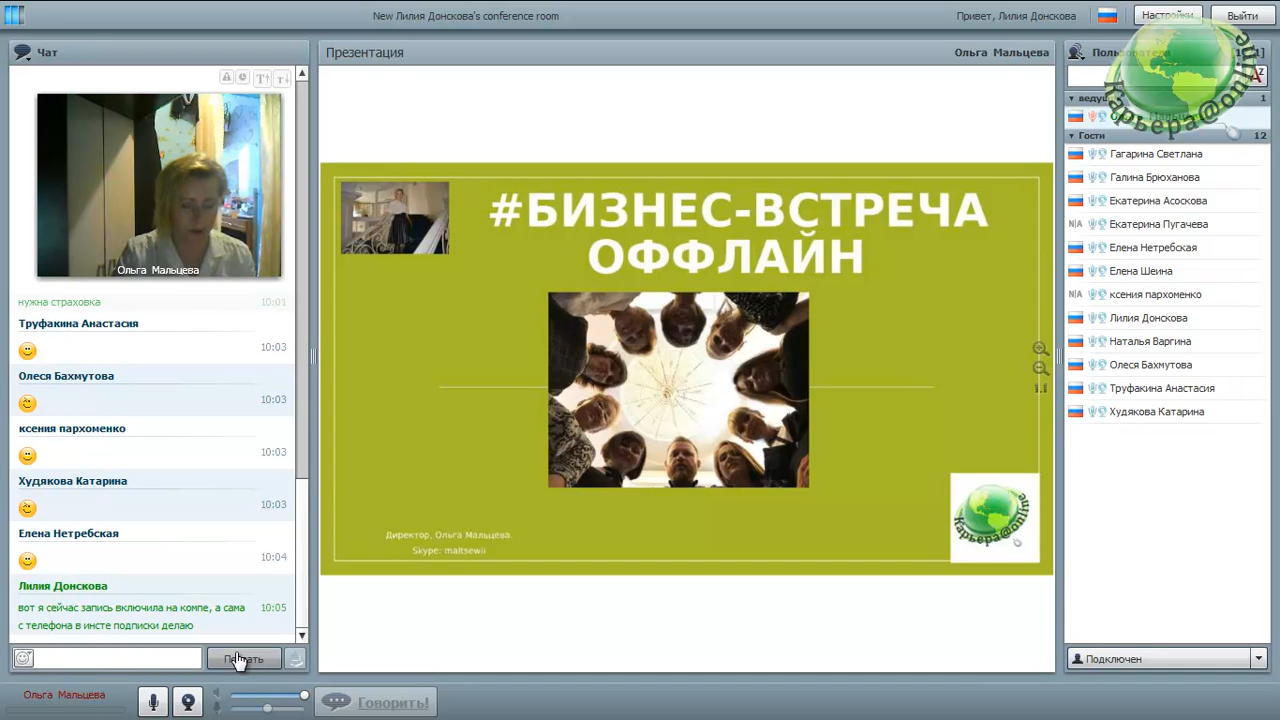 New Лилия Донскова's conference room
Привет, Лилия Донскова
Настройки
Выйти
Чат
Ольга Мальцева
нужна страховка 10:01
Труфакина Анастасия
10:03
Олеся Бахмутова
10:03
ксения пархоменко
10:03
Худякова Катарина
10:03
Елена Нетребская
10:04
Лилия Донскова
вот я сейчас запись включила на компе, а сама 10:05
с телефона в инсте подписки делаю
Ольга Мальцева
Говорить!
Презентация
Ольга Мальцева
#БИЗНЕС-ВСТРЕЧА
ОФФЛАЙН
Директор, Ольга Мальцева.
Skype: maltsewii
Карьера@online
1:1
Карьера@online
Гости 12
Гагарина Светлана
Галина Брюханова
Екатерина Асоскова
N|A Екатерина Пугачева
Елена Нетребская
Елена Шеина
N|A ксения пархоменко
Лилия Донскова
Наталья Варгина
Олеся Бахмутова
Труфакина Анастасия
Худякова Катарина
Подключен